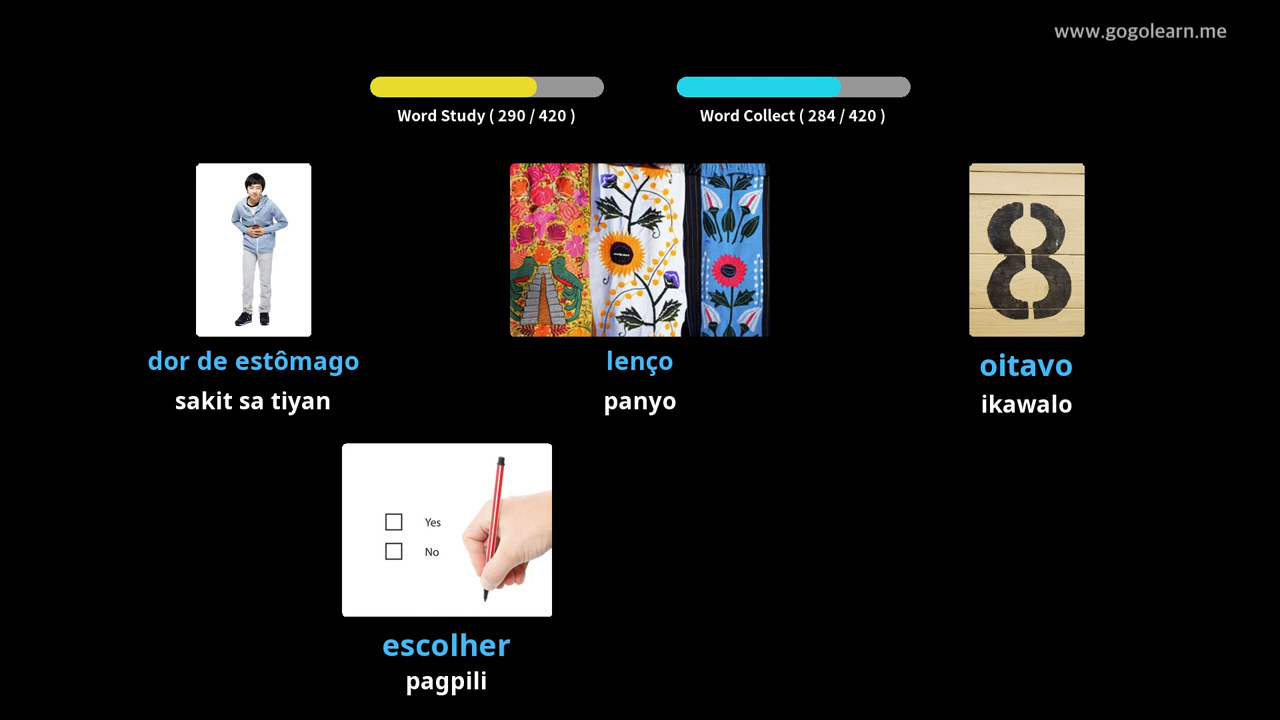 www.gogolearn.me
Word Study ( 290 / 420 )
Word Collect ( 284 / 420 )
8
dor de estômago
sakit sa tiyan
lenço
panyo
oitavo
ikawalo
Yes
No
escolher
pagpili